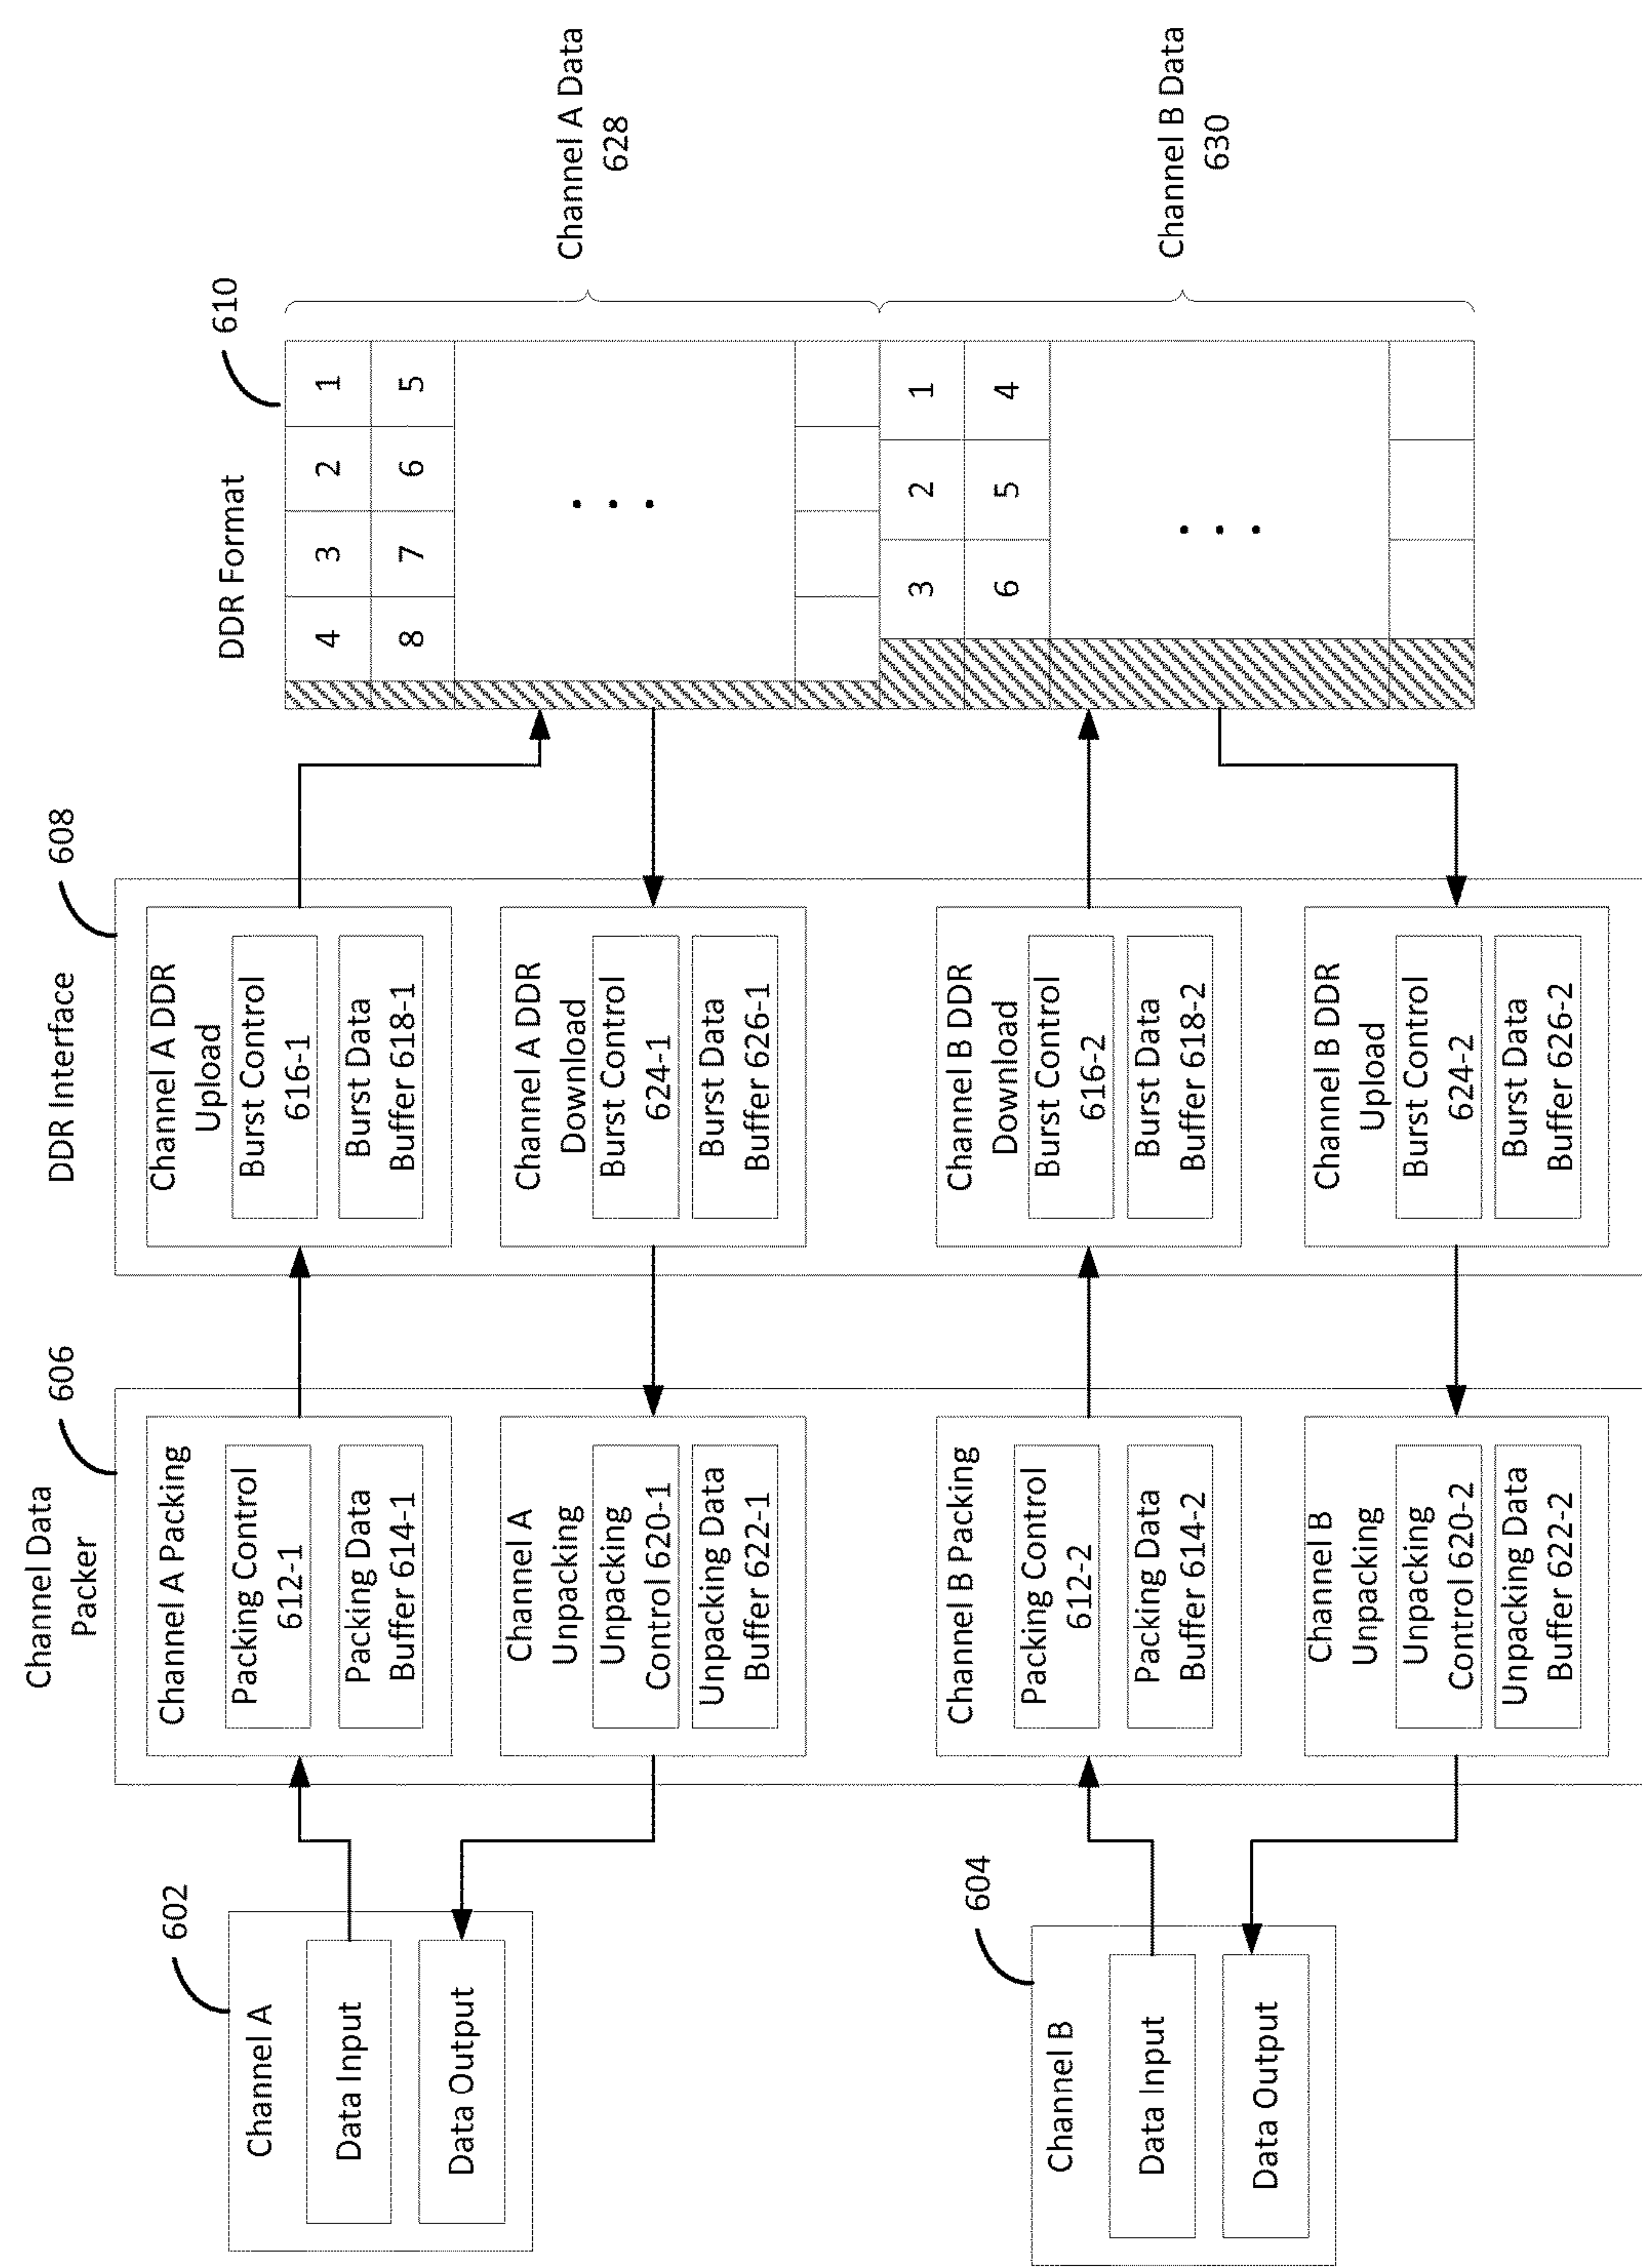 602
Channel A
Data Input
Data Output
604
Channel B
Data Input
Data Output
Channel Data
Packer
606
Channel A Packing
Packing Control
612-1
Packing Data
Buffer 614-1
Channel A
Unpacking
Unpacking
Control 620-1
Unpacking Data
Buffer 622-1
Channel B Packing
Packing Control
612-2
Packing Data
Buffer 614-2
Channel B
Unpacking
Unpacking
Control 620-2
Unpacking Data
Buffer 622-2
DDR Interface
608
Channel A DDR
Upload
Burst Control
616-1
Burst Data
Buffer 618-1
Channel A DDR
Download
Burst Control
624-1
Burst Data
Buffer 626-1
Channel B DDR
Download
Burst Control
616-2
Burst Data
Buffer 618-2
Channel B DDR
Upload
Burst Control
624-2
Burst Data
Buffer 626-2
DDR Format
610
4 3 2 1
8 7 6 5
. . .
3 2 1
6 5 4
. . .
Channel A Data
628
Channel B Data
630